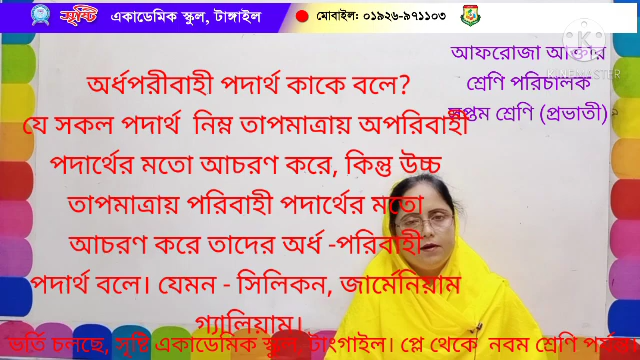 সৃষ্টি একাডেমিক স্কুল, টাঙ্গাইল
মোবাইল: ০১৯২৬-৯৭১১০৩
আফরোজা আক্তার
শ্রেণি পরিচালক
সপ্তম শ্রেণি (প্রভাতী)
KINEMASTER
অর্ধপরীবাহী পদার্থ কাকে বলে?
যে সকল পদার্থ নিম্ন তাপমাত্রায় অপরিবাহী
পদার্থের মতো আচরণ করে, কিন্তু উচ্চ
তাপমাত্রায় পরিবাহী পদার্থের মতো
আচরণ করে তাদের অর্ধ -পরিবাহী
পদার্থ বলে। যেমন - সিলিকন, জার্মেনিয়াম
গ্যালিয়াম।
ভর্তি চলছে, সৃষ্টি একাডেমিক স্কুল, টাংগাইল। প্লে থেকে নবম শ্রেণি পর্যন্ত